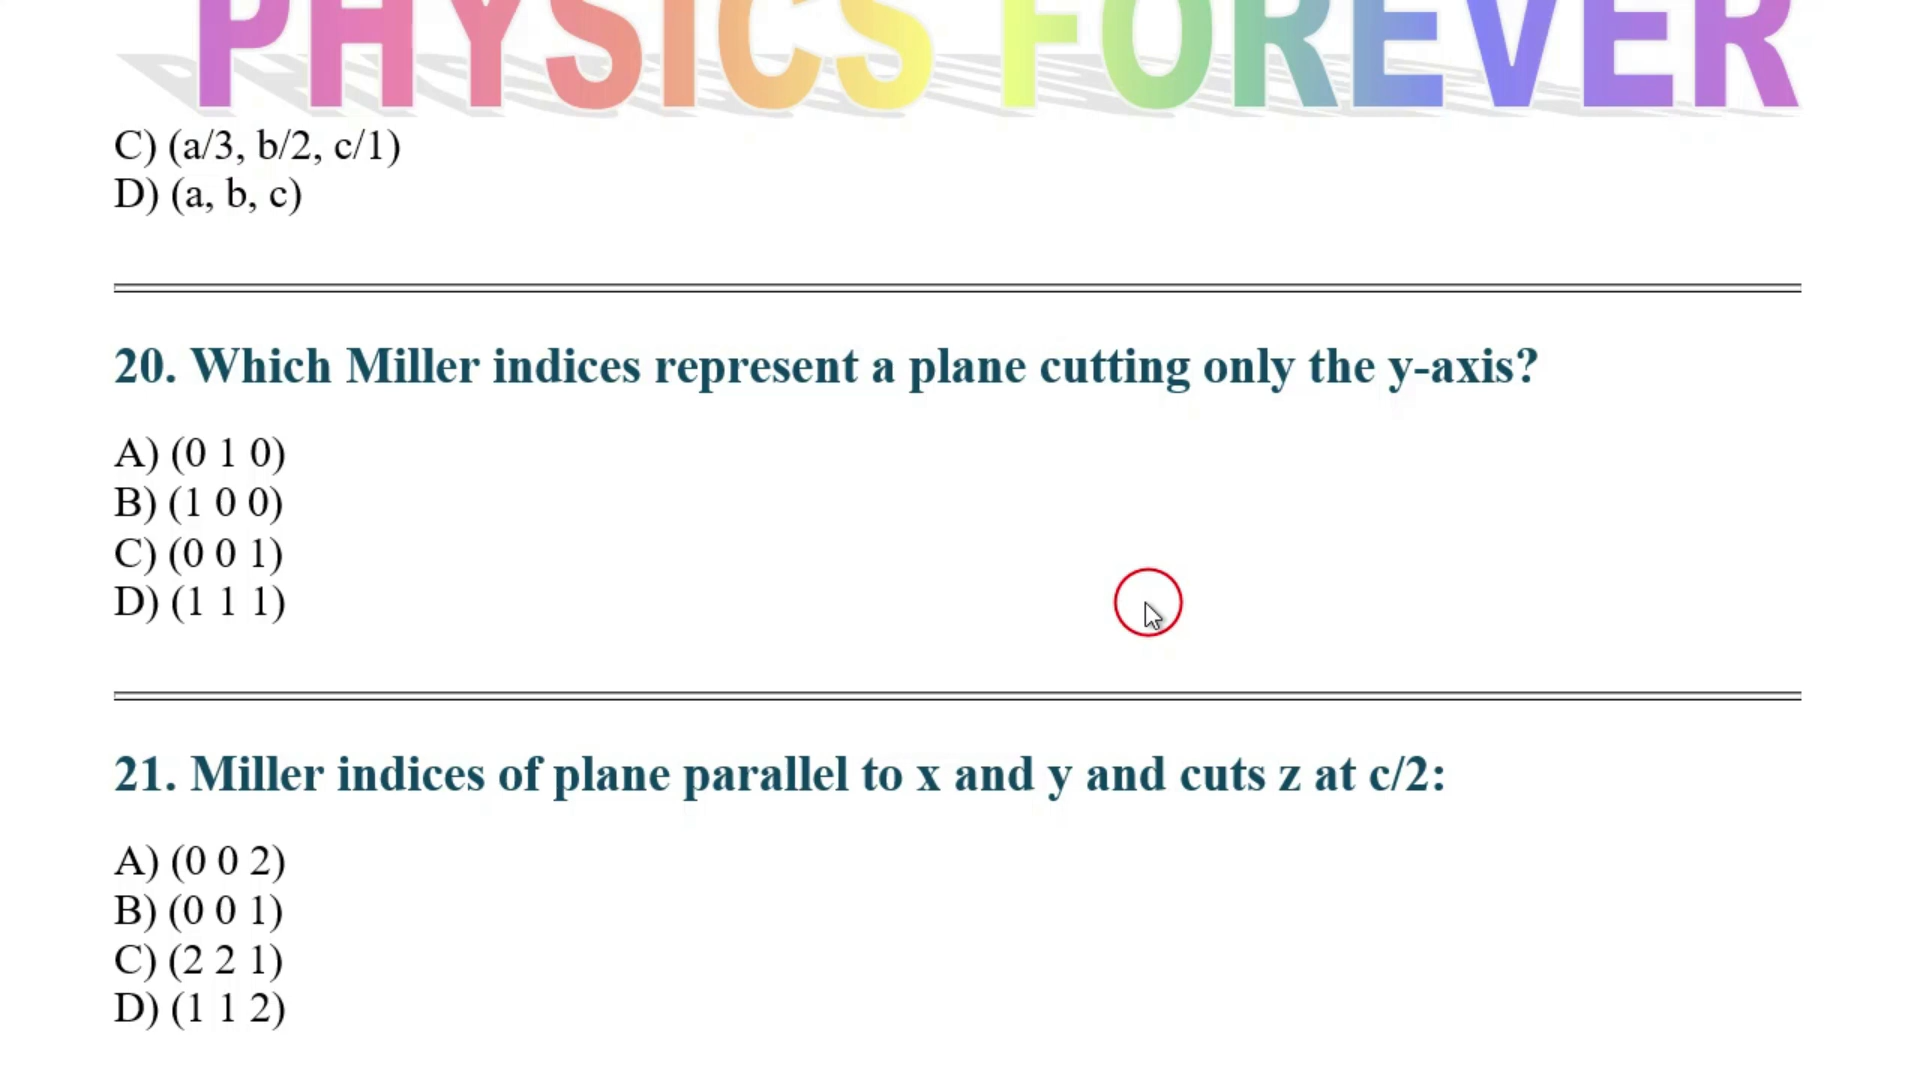 PHYSICS FOREVER
C) (a/3, b/2, c/1)
D) (a, b, c)
20. Which Miller indices represent a plane cutting only the y-axis?
A) (0 1 0)
B) (1 0 0)
C) (0 0 1)
D) (1 1 1)
21. Miller indices of plane parallel to x and y and cuts z at c/2:
A) (0 0 2)
B) (0 0 1)
C) (2 2 1)
D) (1 1 2)